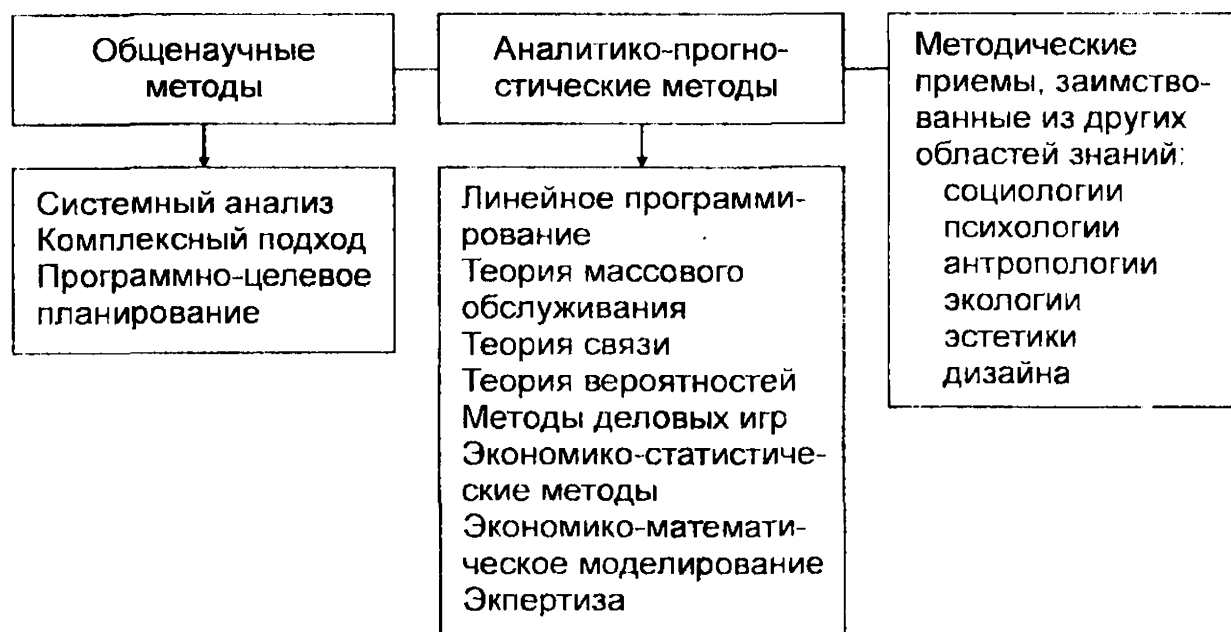 Общенаучные
методы
Системный анализ
Комплексный подход
Программно-целевое
планирование
Аналитико-прогно-
стические методы
Линейное программи-
рование
Теория массового
обслуживания
Теория связи
Теория вероятностей
Методы деловых игр
Экономико-статистиче-
ские методы
Экономико-математи-
ческое моделирование
Экпертиза
Методические
приемы, заимство-
ванные из других
областей знаний:
социологии
психологии
антропологии
экологии
эстетики
дизайна